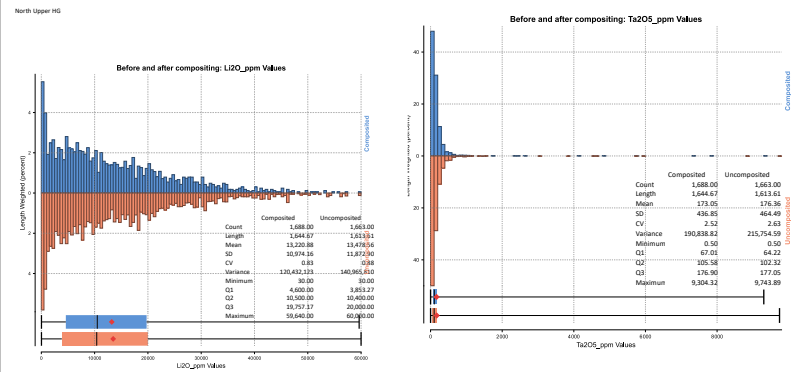 North Upper HG
Before and after compositing: Li2O_ppm Values
Length Weighted (percent)
4
2
0
2
4
Composited
Uncomposited
Composited Uncomposited
Count 1,688.00 1,663.00
Length 1,644.67 1,613.61
Mean 13,220.88 13,478.56
SD 10,974.16 11,872.90
CV 0.83 0.88
Variance 120,432,123 140,965,
Minimum 30.00 30.00
Q1 4,600.00 3,853.27
Q2 10,500.00 10,400.00
Q3 19,757.17 20,000.00
Maximum 59,640.00 60,000.00
0 10000 20000 30000 40000 50000 60000
Li2O_ppm Values
Before and after compositing: Ta2O5_ppm Values
40
20
0
20
40
Composited
Uncomposited
Composited Uncomposited
Count 1,688.00 1,663.00
Length 1,644.67 1,613.61
Mean 173.05 176.36
SD 436.85 464.49
CV 2.52 2.63
Variance 190,838.82 215,754.59
Minimum 0.50 0.50
Q1 67.01 64.22
Q2 105.58 102.32
Q3 176.90 177.05
Maximum 9,304.32 9,743.89
0 2000 4000 6000 8000
Ta2O5_ppm Values